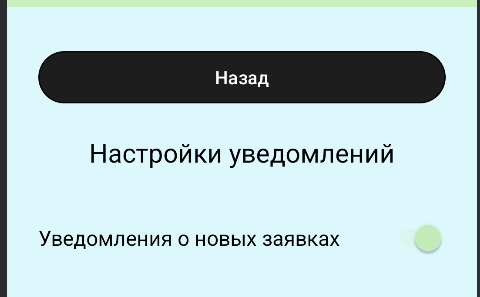 Назад
Настройки уведомлений
Уведомления о новых заявках